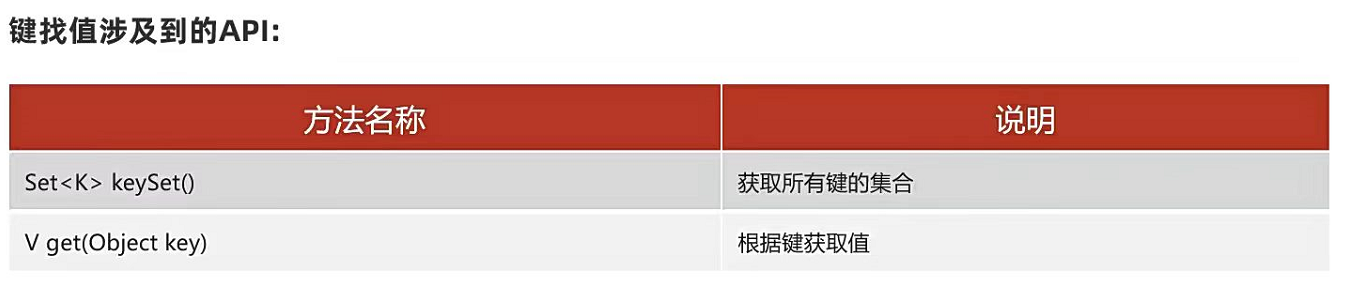 键找值涉及到的API:
方法名称 说明
Set<K> keySet() 获取所有键的集合
V get(Object key) 根据键获取值